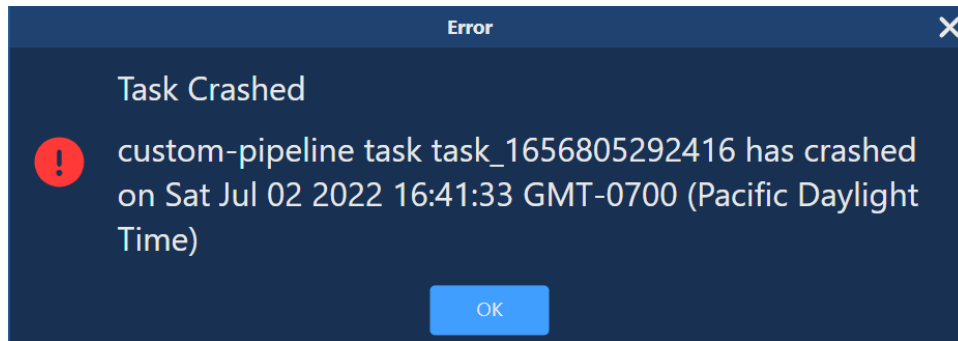 Error
Task Crashed
custom-pipeline task task_1656805292416 has crashed
on Sat Jul 02 2022 16:41:33 GMT-0700 (Pacific Daylight
Time)
OK